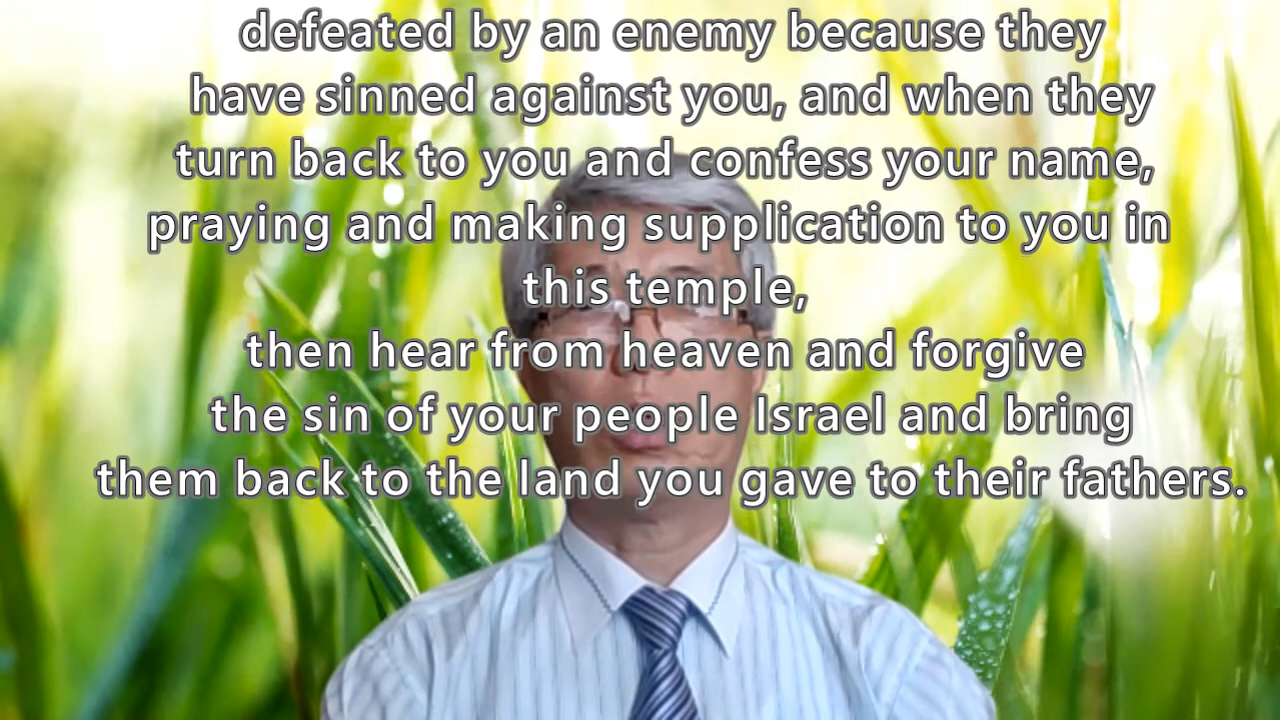 defeated by an enemy because they
have sinned against you, and when they
turn back to you and confess your name,
praying and making supplication to you in
this temple,
then hear from heaven and forgive
the sin of your people Israel and bring
them back to the land you gave to their fathers.